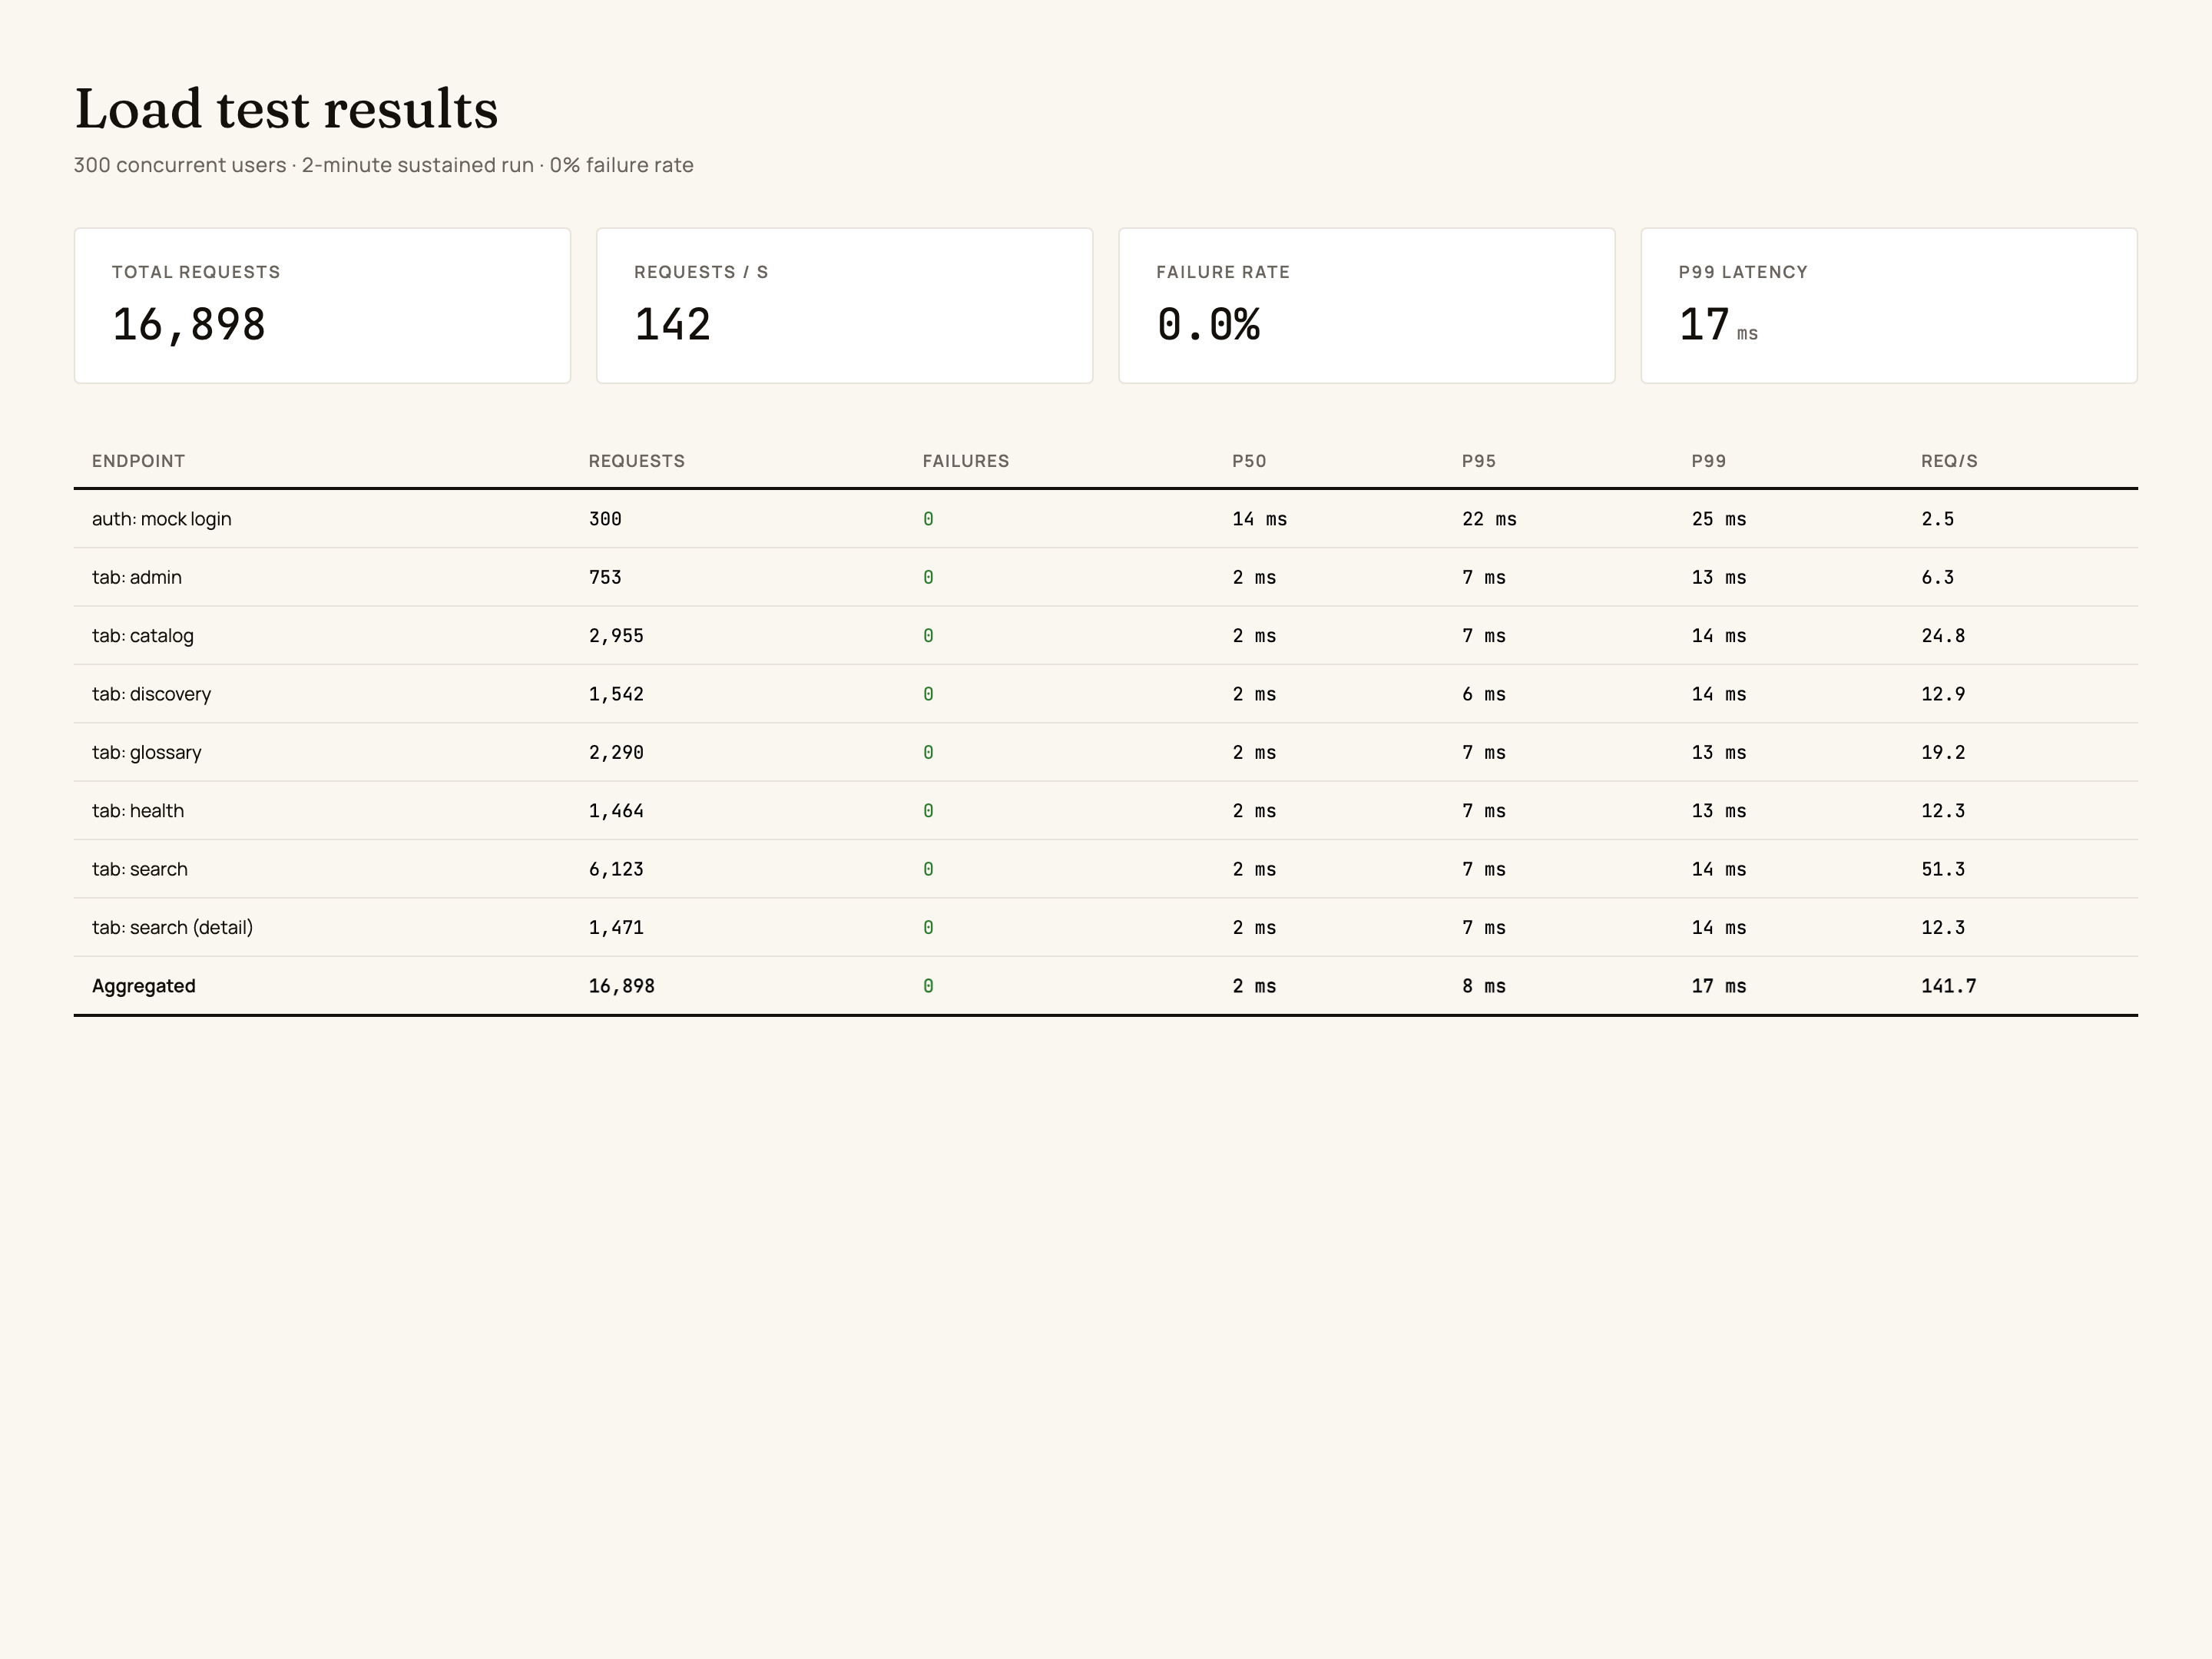 Load test results
300 concurrent users · 2-minute sustained run · 0% failure rate
TOTAL REQUESTS REQUESTS / S FAILURE RATE P99 LATENCY
16,898 142 0.0% 17 ms
ENDPOINT REQUESTS FAILURES P50 P95 P99 REQ/S
auth: mock login 300 0 14 ms 22 ms 25 ms 2.5
tab: admin 753 0 2 ms 7 ms 13 ms 6.3
tab: catalog 2,955 0 2 ms 7 ms 14 ms 24.8
tab: discovery 1,542 0 2 ms 6 ms 14 ms 12.9
tab: glossary 2,290 0 2 ms 7 ms 13 ms 19.2
tab: health 1,464 0 2 ms 7 ms 13 ms 12.3
tab: search 6,123 0 2 ms 7 ms 14 ms 51.3
tab: search (detail) 1,471 0 2 ms 7 ms 14 ms 12.3
Aggregated 16,898 0 2 ms 8 ms 17 ms 141.7